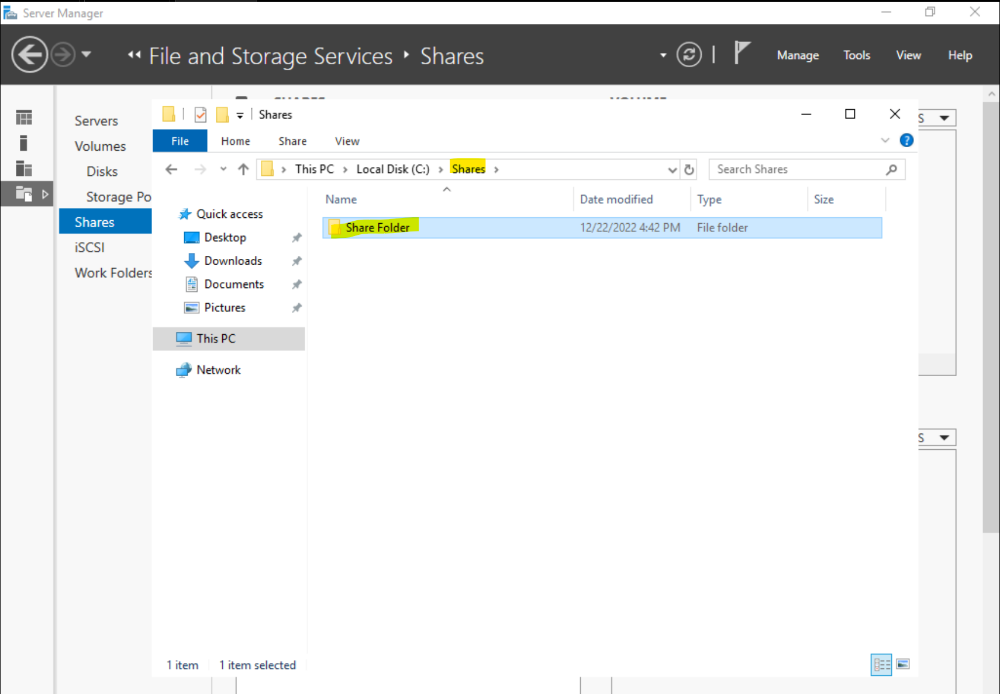 Server Manager
File and Storage Services
Shares
Manage
Tools
View
Help
Servers
Volumes
Disks
Storage Po
Shares
iSCSI
Work Folders
SHARES
VOLUME
S
S
Shares
File
Home
Share
View
This PC
Local Disk (C:)
Shares
Search Shares
Name
Date modified
Type
Size
Share Folder
12/22/2022 4:42 PM
File folder
Quick access
Desktop
Downloads
Documents
Pictures
This PC
Network
1 item
1 item selected